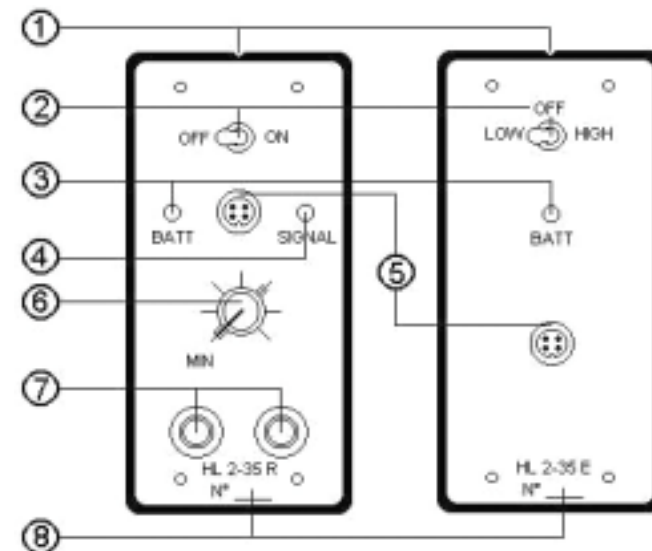 1
2
OFF
OFF ON
LOW HIGH
3
BATT SIGNAL
BATT
4
5
6
MIN
7
HL 2-35 R
N°
HL 2-35 E
N°
8